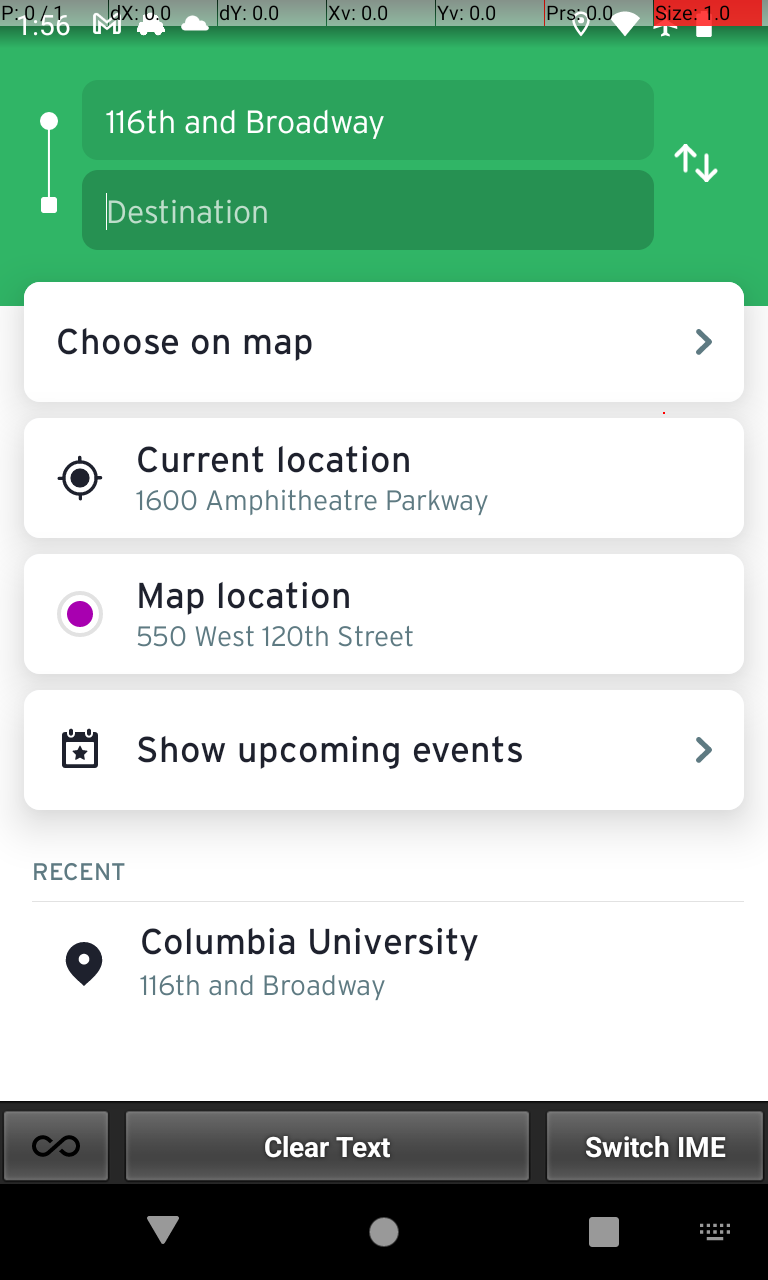 P: 0 / 1 dX: 0.0 dY: 0.0 Xv: 0.0 Yv: 0.0 Prs: 0.0 Size: 1.0
1:56
116th and Broadway
Destination
Choose on map
Current location
1600 Amphitheatre Parkway
Map location
550 West 120th Street
Show upcoming events
RECENT
Columbia University
116th and Broadway
Clear Text Switch IME